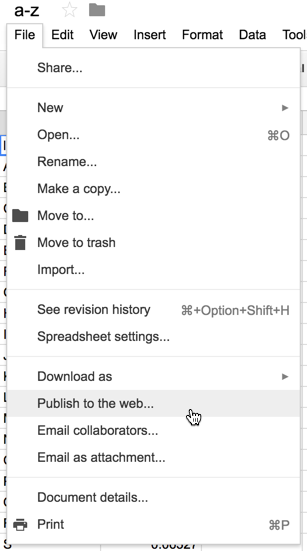 a-z
File Edit View Insert Format Data Tool
Share...
New
Open... ⌘O
Rename...
Make a copy...
Move to...
Move to trash
Import...
See revision history ⌘+Option+Shift+H
Spreadsheet settings...
Download as
Publish to the web...
Email collaborators...
Email as attachment...
Document details...
Print ⌘P